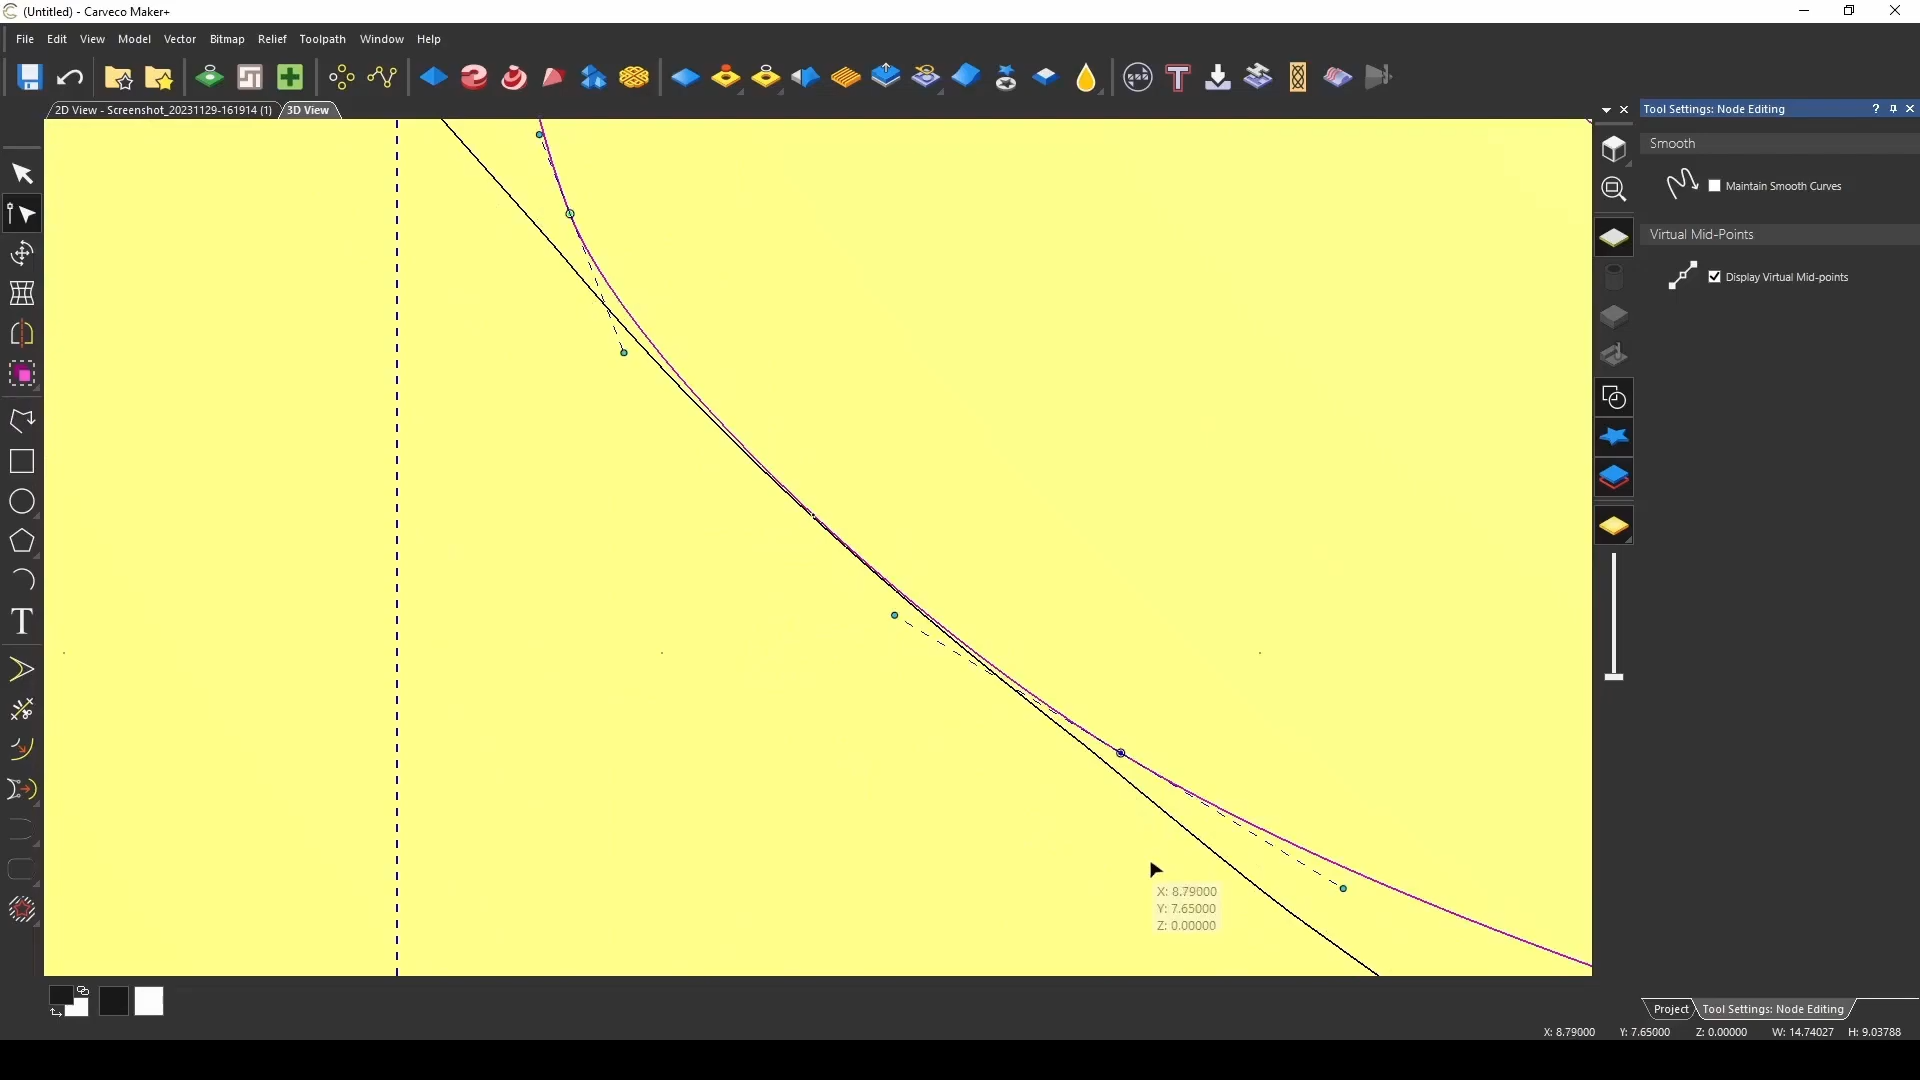 (Untitled) - Carveco Maker+
File Edit View Model Vector Bitmap Relief Toolpath Window Help
2D View - Screenshot_20231129-161914 (1) 3D View
Tool Settings: Node Editing
Smooth
Maintain Smooth Curves
Virtual Mid-Points
Display Virtual Mid-points
X: 8.79000
Y: 7.65000
Z: 0.00000
Project Tool Settings: Node Editing
X: 8.79000 Y: 7.65000 Z: 0.00000 W: 14.74027 H: 9.03788